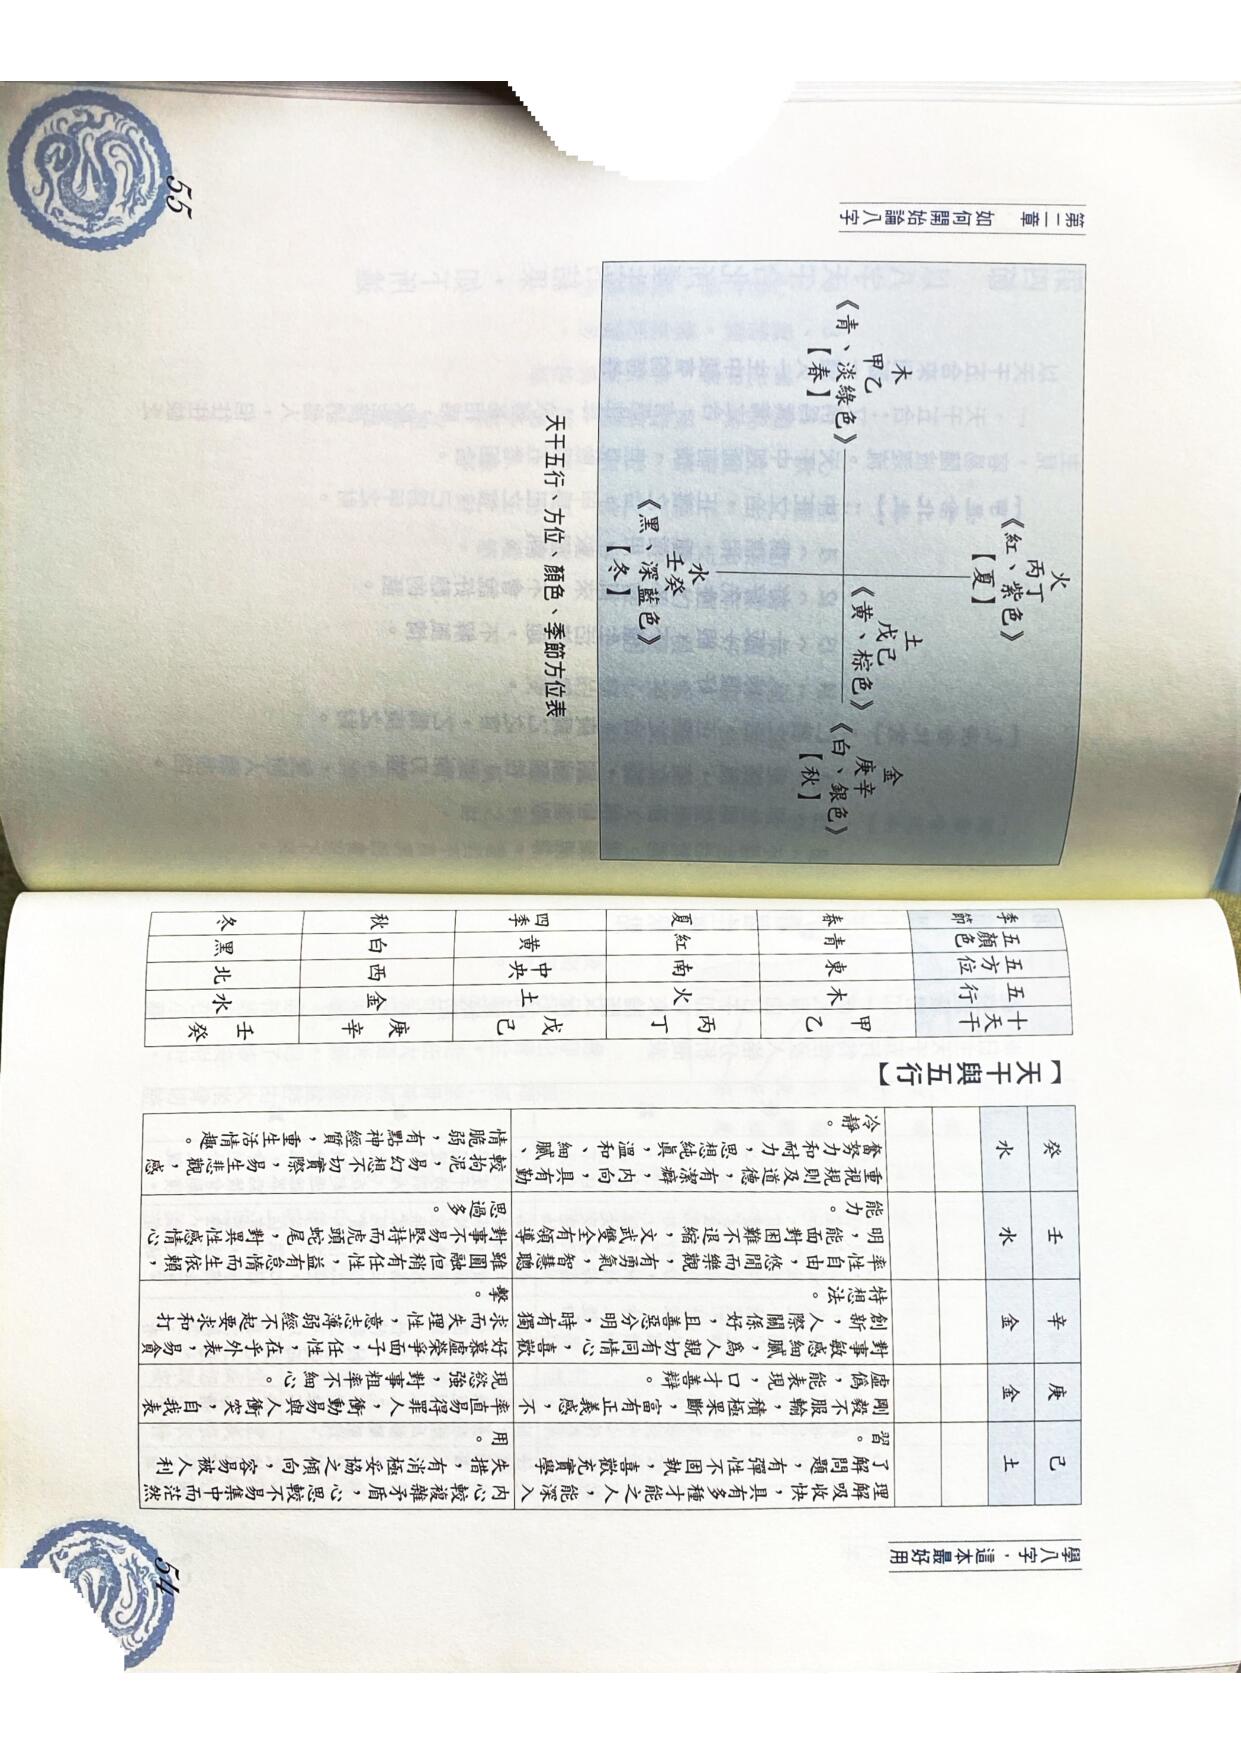 學八字，這本最好用
己
土
理解吸收快，具有多種才能之人，能深入
了解問題，有彈性不固執，喜歡充實學
習。
內心較複雜矛盾，心思較不易集中而茫然
失措，有消極妥協之傾向，容易被人利
用。
庚
金
剛毅不服輸，積極果斷，富有正義感，不
虛偽，能表現，口才善辯。
率直易得罪人，衝動易與人衝突，自我表
現慾強，對事粗率不細心。
辛
金
對事敏感細膩，為人親切有同情心，喜歡
創新，人際關係好，且善惡分明，時有獨
特想法。
好慕虛榮爭面子，任性，在乎外表，易貪
求而失理性，意志薄弱經不起要求和打
擊。
壬
水
率性自由，悠閒而樂觀，有勇氣，智慧聰
明，能面對困難不退縮，文武雙全有領導
能力。
雖圓融但稍有任性，益有怠惰而生依賴，
對事不易堅持而虎頭蛇尾，對異性感情心
思過多。
癸
水
重視規則及道德，有潔癖，內向，具有勤
奮努力和耐力，思想純真，溫和、細膩、
冷靜。
較拘泥，易幻想不切實際，易生悲觀，感
情脆弱，有點神經質，重生活情趣。
【天干與五行】
十天干 甲乙 丙丁 戊己 庚辛 壬癸
五行 木 火 土 金 水
五方位 東 南 中央 西 北
五顏色 青 紅 黃 白 黑
季節 春 夏 四季 秋 冬
54
第二章 如何開始論八字
火
丙丁
《紅、紫色》
【夏】
木
甲乙
《青、淡綠色》
【春】
土
戊己
《黄、棕色》
金
庚辛
《白、銀色》
【秋】
水
壬癸
《黑、深藍色》
【冬】
天干五行、方位、顏色、季節方位表
55